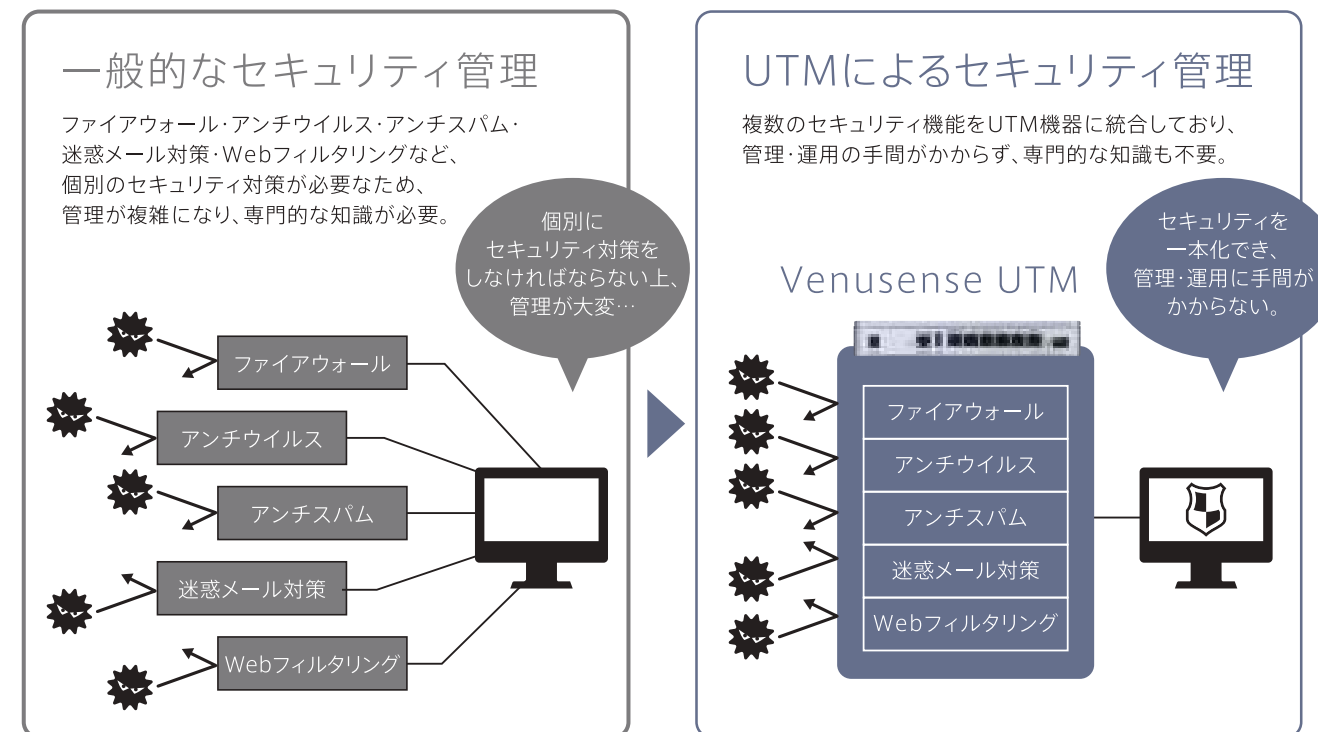 一般的なセキュリティ管理
ファイアウォール・アンチウイルス・アンチスパム・
迷惑メール対策・Webフィルタリングなど、
個別のセキュリティ対策が必要なため、
管理が複雑になり、専門的な知識が必要。
個別に
セキュリティ対策を
しなければならない上、
管理が大変…
ファイアウォール
アンチウイルス
アンチスパム
迷惑メール対策
Webフィルタリング
UTMによるセキュリティ管理
複数のセキュリティ機能をUTM機器に統合しており、
管理・運用の手間がかからず、専門的な知識も不要。
セキュリティを
一本化でき、
管理・運用に手間が
かからない。
Venusense UTM
ファイアウォール
アンチウイルス
アンチスパム
迷惑メール対策
Webフィルタリング